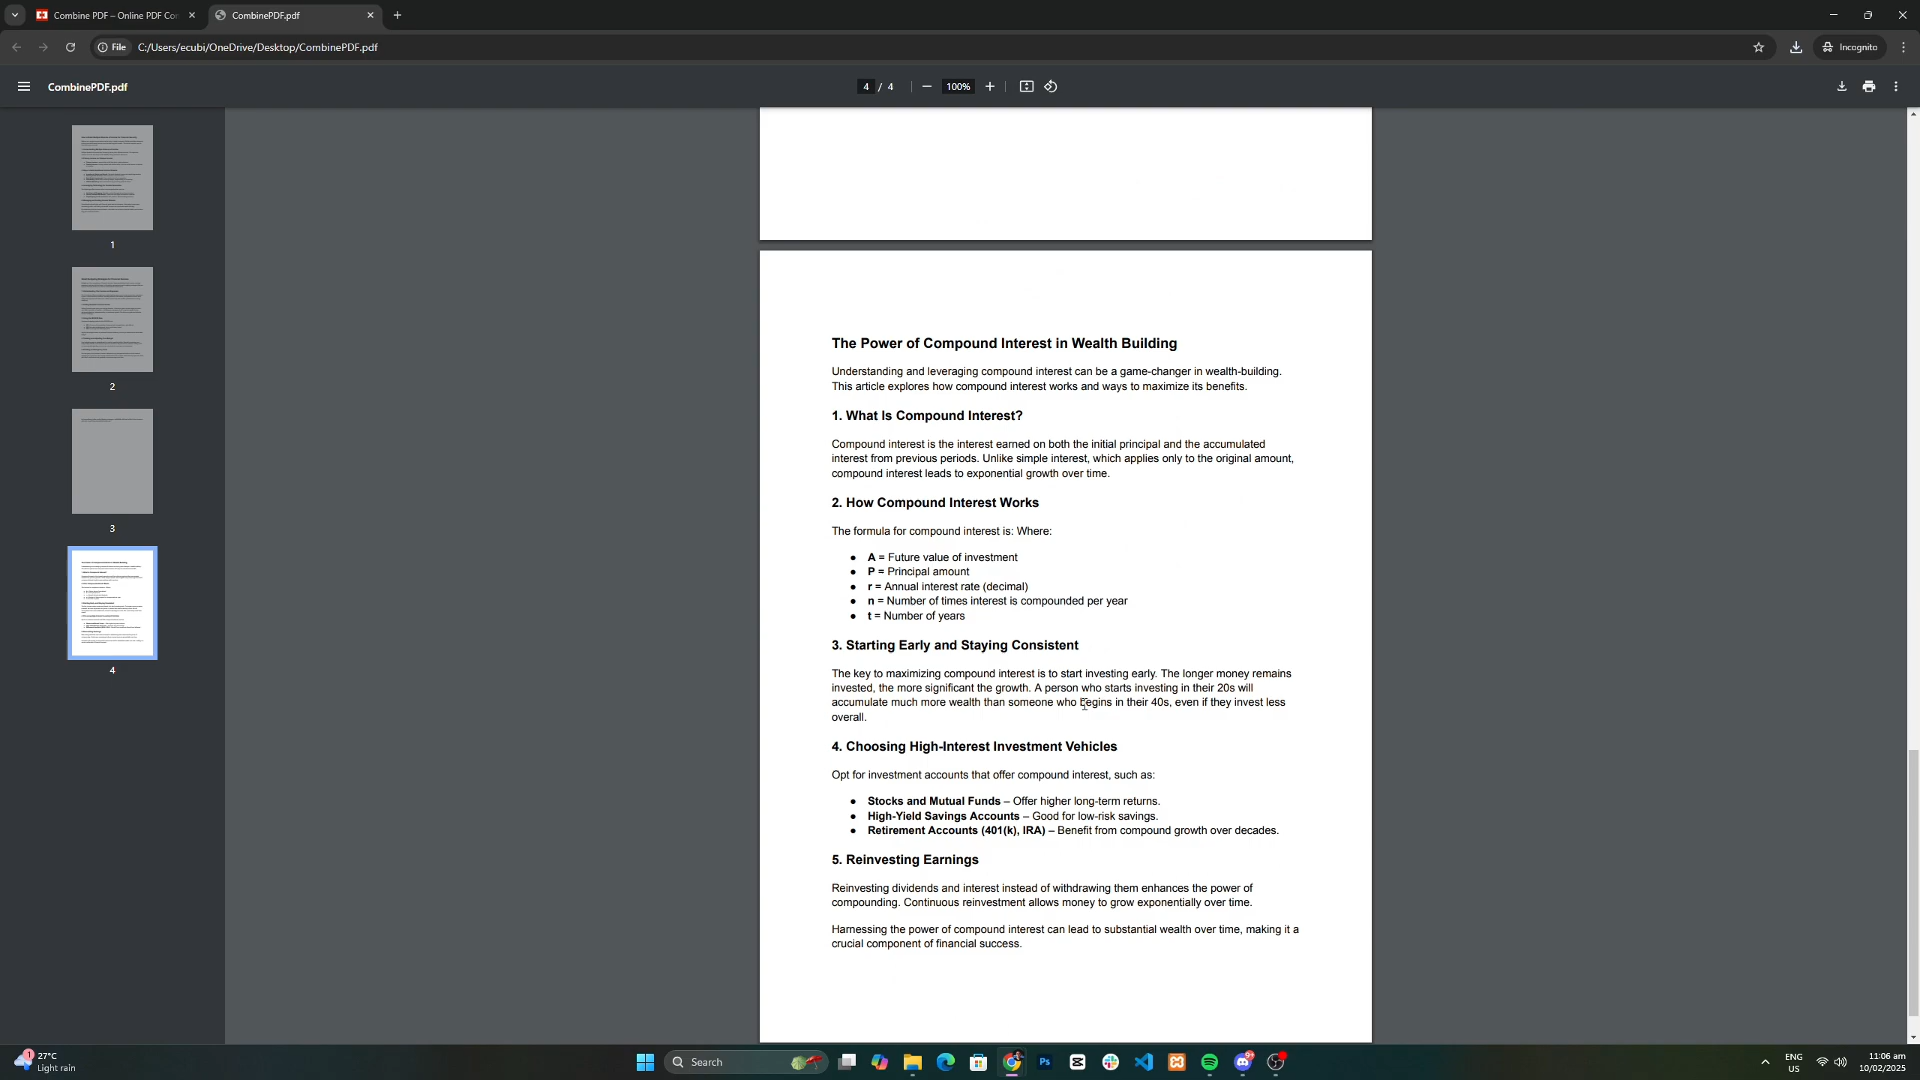 Combine PDF – Online PDF Con
CombinePDF.pdf
File
C:/Users/ecubi/OneDrive/Desktop/CombinePDF.pdf
Incognito
CombinePDF.pdf
4 / 4
100%
1
2
3
4
The Power of Compound Interest in Wealth Building
Understanding and leveraging compound interest can be a game-changer in wealth-building.
This article explores how compound interest works and ways to maximize its benefits.
1. What Is Compound Interest?
Compound interest is the interest earned on both the initial principal and the accumulated
interest from previous periods. Unlike simple interest, which applies only to the original amount,
compound interest leads to exponential growth over time.
2. How Compound Interest Works
The formula for compound interest is: Where:
● A = Future value of investment
● P = Principal amount
● r = Annual interest rate (decimal)
● n = Number of times interest is compounded per year
● t = Number of years
3. Starting Early and Staying Consistent
The key to maximizing compound interest is to start investing early. The longer money remains
invested, the more significant the growth. A person who starts investing in their 20s will
accumulate much more wealth than someone who begins in their 40s, even if they invest less
overall.
4. Choosing High-Interest Investment Vehicles
Opt for investment accounts that offer compound interest, such as:
● Stocks and Mutual Funds – Offer higher long-term returns.
● High-Yield Savings Accounts – Good for low-risk savings.
● Retirement Accounts (401(k), IRA) – Benefit from compound growth over decades.
5. Reinvesting Earnings
Reinvesting dividends and interest instead of withdrawing them enhances the power of
compounding. Continuous reinvestment allows money to grow exponentially over time.
Harnessing the power of compound interest can lead to substantial wealth over time, making it a
crucial component of financial success.
1
27°C
Light rain
Search
Ps
9+
ENG
US
11:06 am
10/02/2025